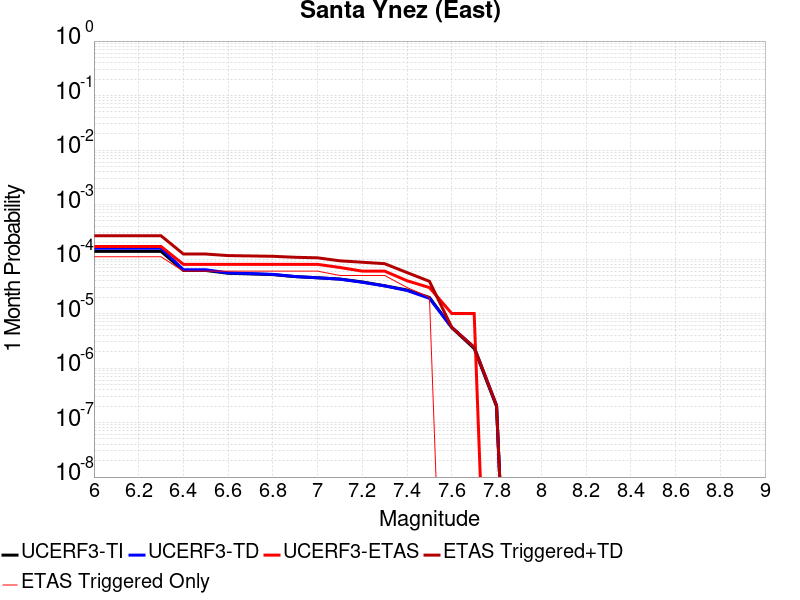 Santa Ynez (East)
1 Month Probability
10^0
10^-1
10^-2
10^-3
10^-4
10^-5
10^-6
10^-7
10^-8
6 6.2 6.4 6.6 6.8 7 7.2 7.4 7.6 7.8 8 8.2 8.4 8.6 8.8 9
Magnitude
UCERF3-TI UCERF3-TD UCERF3-ETAS ETAS Triggered+TD
ETAS Triggered Only